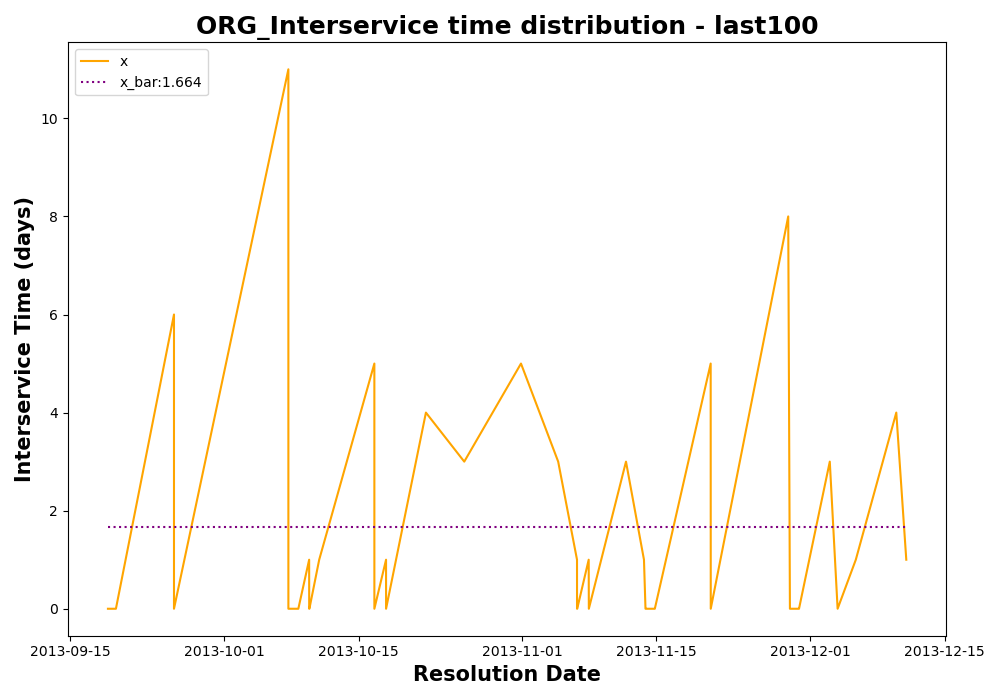 ORG_Interservice time distribution - last100
x
x_bar:1.664
Interservice Time (days)
10
8
6
4
2
0
2013-09-15 2013-10-01 2013-10-15 2013-11-01 2013-11-15 2013-12-01 2013-12-15
Resolution Date